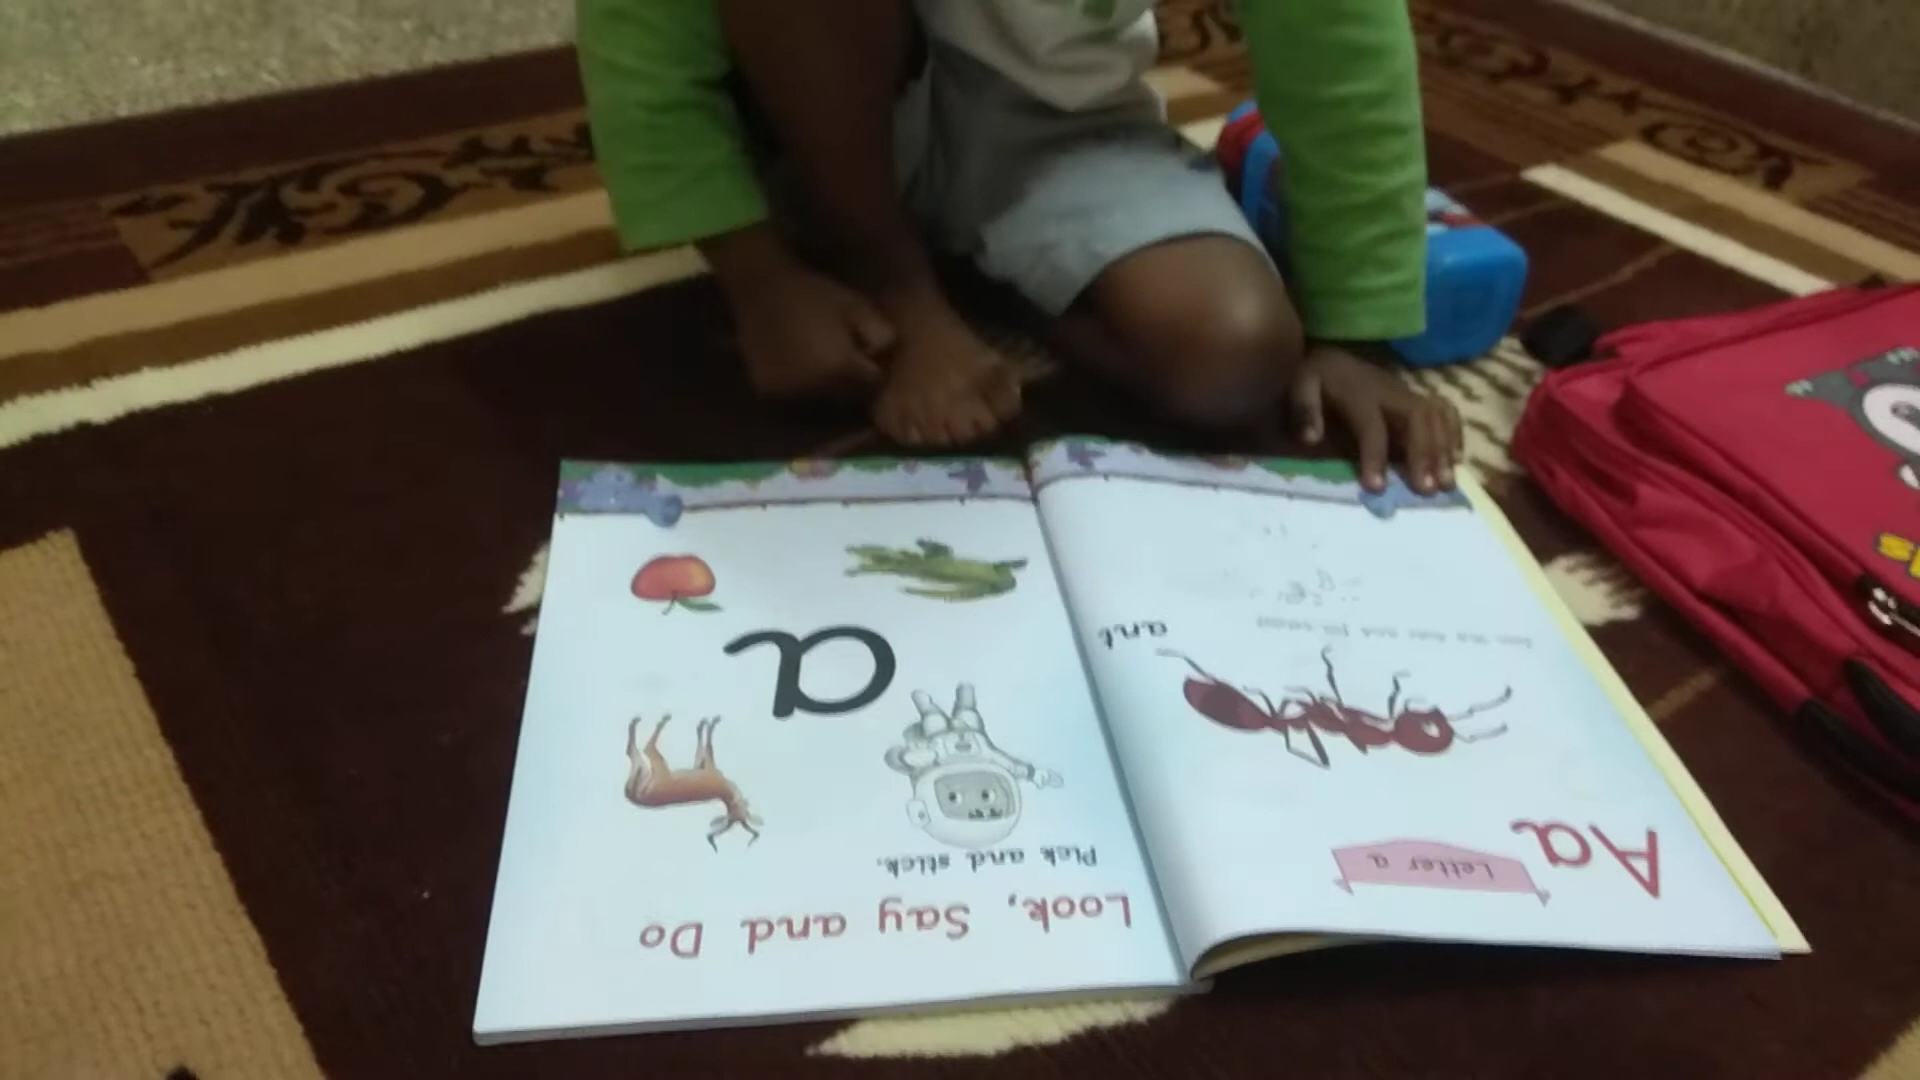 Aa
Letter a
ant
Look, Say and Do
Pick and stick.
a